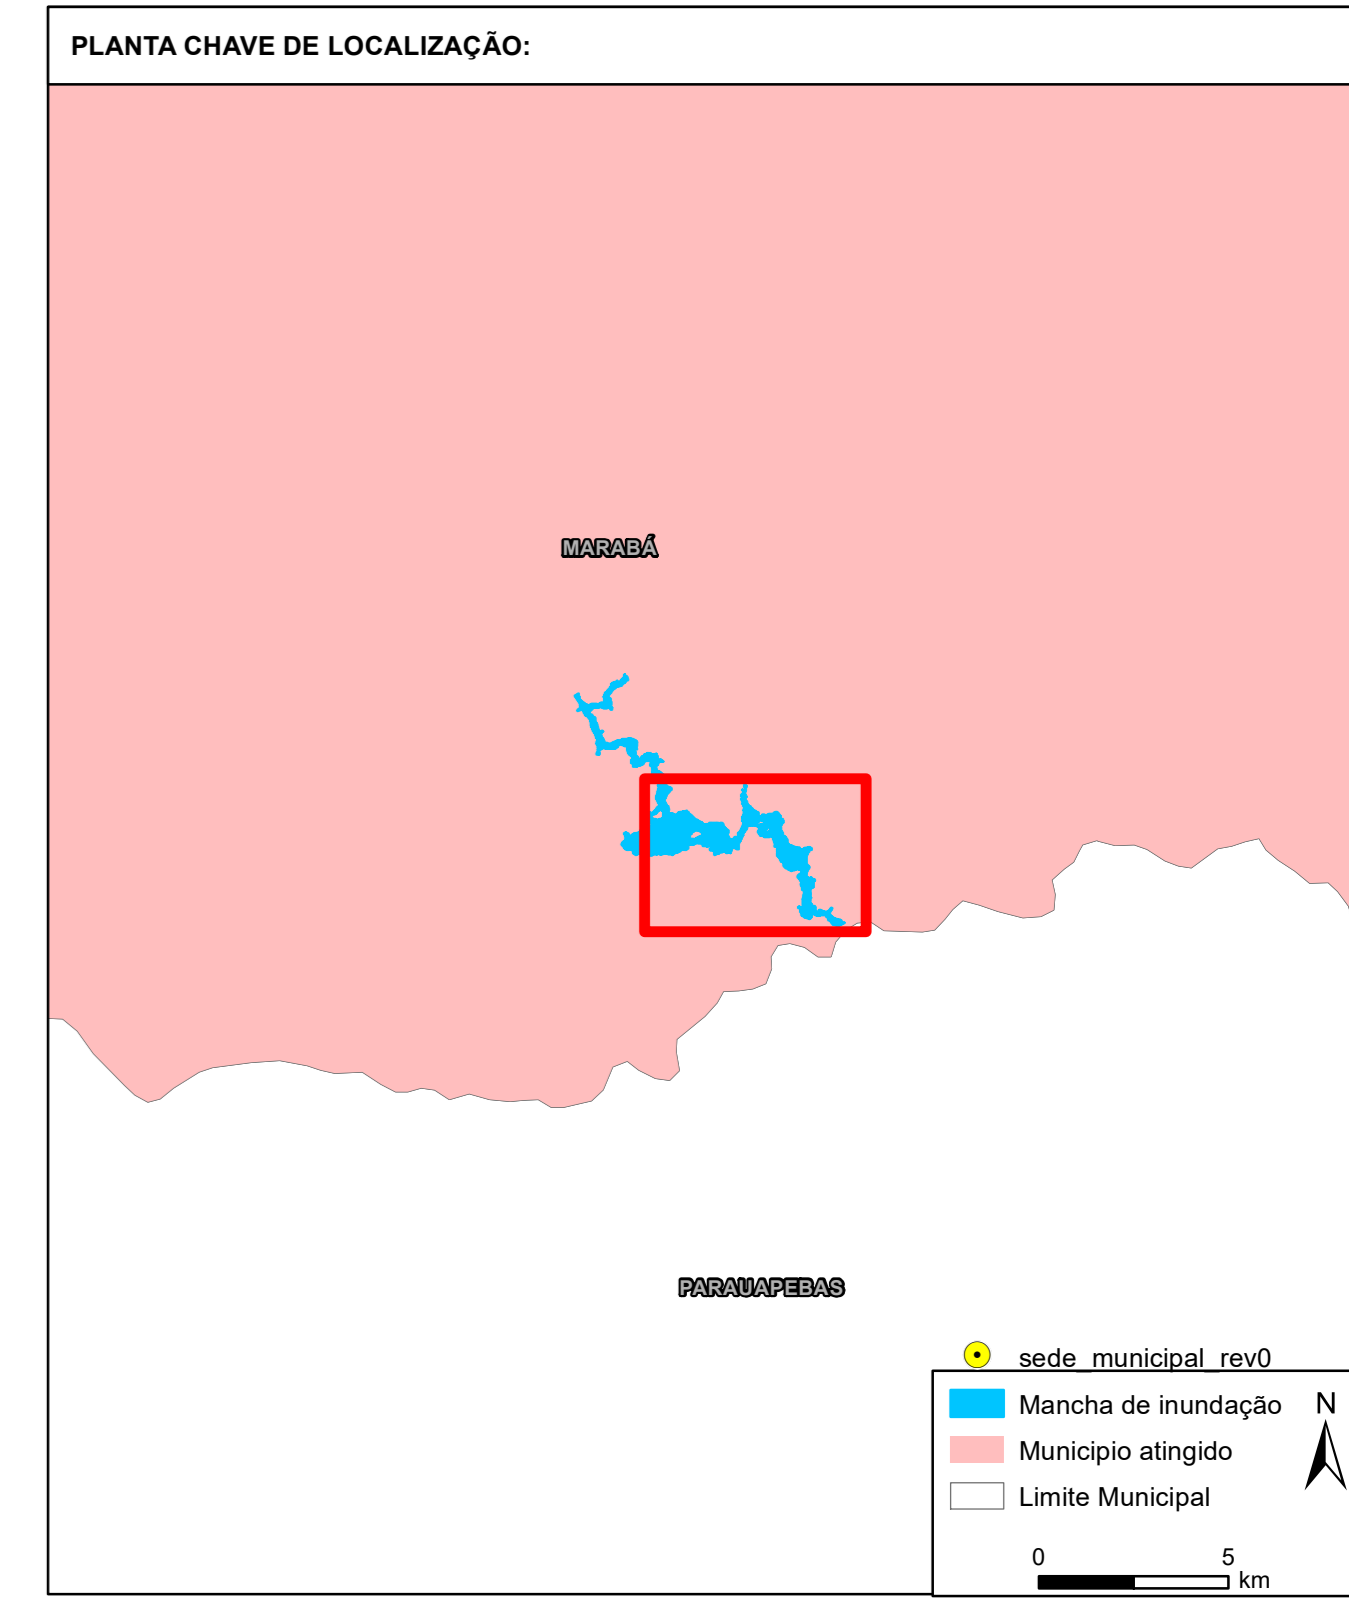 PLANTA CHAVE DE LOCALIZAÇÃO:
MARABÁ
PARAUAPEBAS
sede_municipal_rev0
Mancha de inundação
N
Municipio atingido
Limite Municipal
0 5
km